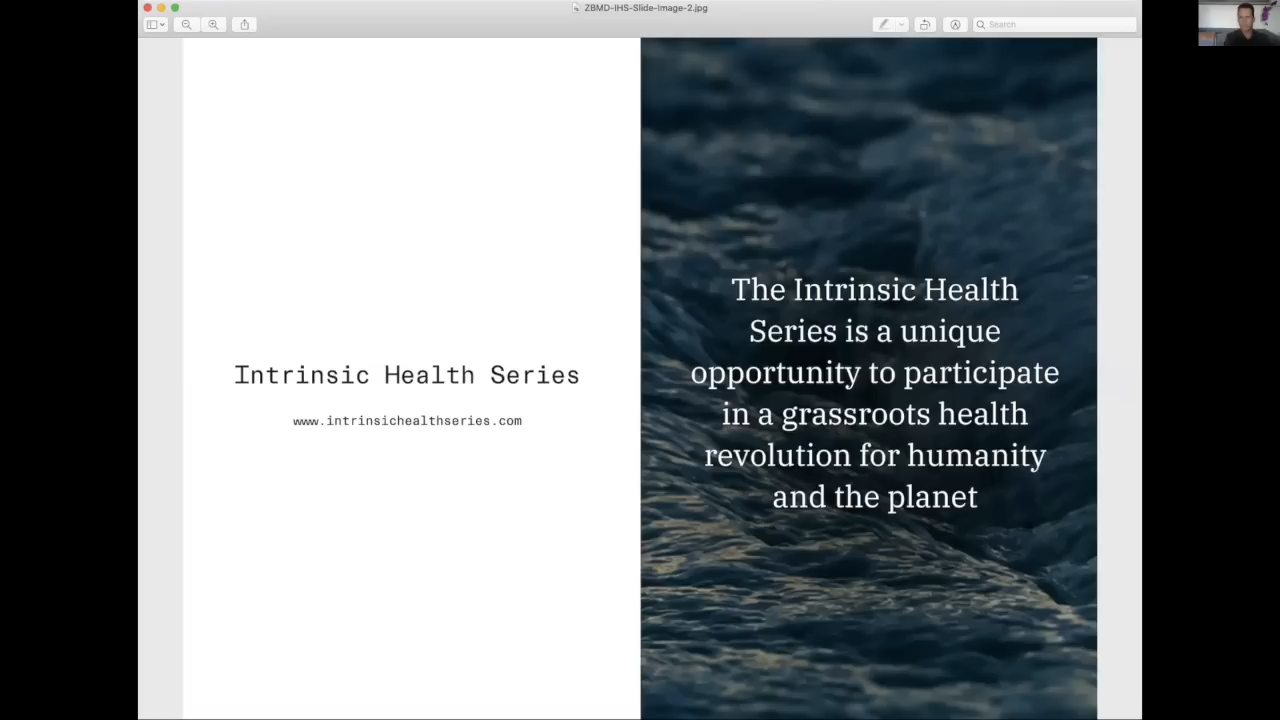 ZBMD-IHS-Slide-Image-2.jpg
Search
Intrinsic Health Series
www.intrinsichealthseries.com
The Intrinsic Health
Series is a unique
opportunity to participate
in a grassroots health
revolution for humanity
and the planet